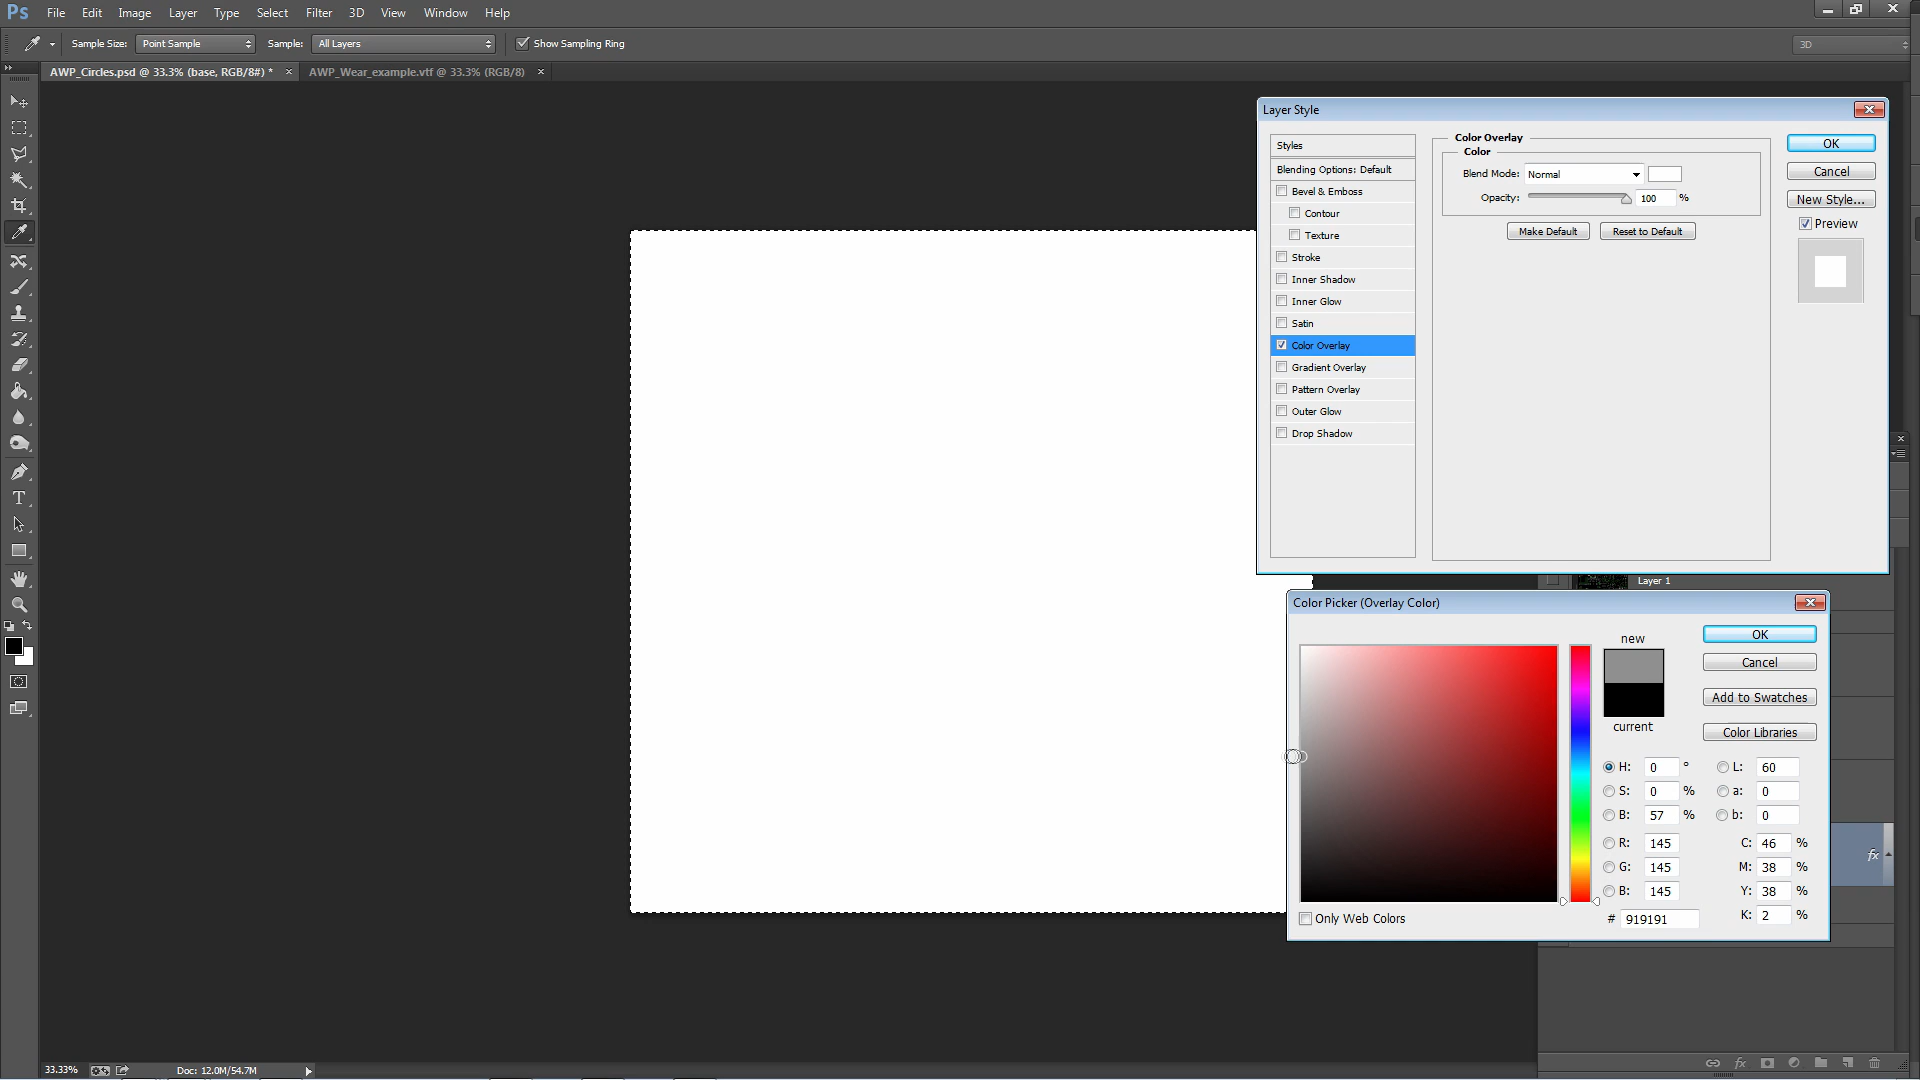 Ps File Edit Image Layer Type Select Filter 3D View Window Help
Sample Size: Point Sample Sample: All Layers Show Sampling Ring 3D
AWP_Circles.psd @ 33.3% (base, RGB/8#) * AWP_Wear_example.vtf @ 33.3% (RGB/8)
Layer Style
Styles
Blending Options: Default
Bevel & Emboss
Contour
Texture
Stroke
Inner Shadow
Inner Glow
Satin
Color Overlay
Gradient Overlay
Pattern Overlay
Outer Glow
Drop Shadow
Color Overlay
Color
Blend Mode: Normal
Opacity: 100 %
Make Default Reset to Default
OK
Cancel
New Style...
Preview
Layer 1
fx
Color Picker (Overlay Color)
new
current
OK
Cancel
Add to Swatches
Color Libraries
H: 0 ° L: 60
S: 0 % a: 0
B: 57 % b: 0
R: 145 C: 46 %
G: 145 M: 38 %
B: 145 Y: 38 %
# 919191 K: 2 %
Only Web Colors
T
33.33% Doc: 12.0M/54.7M
fx